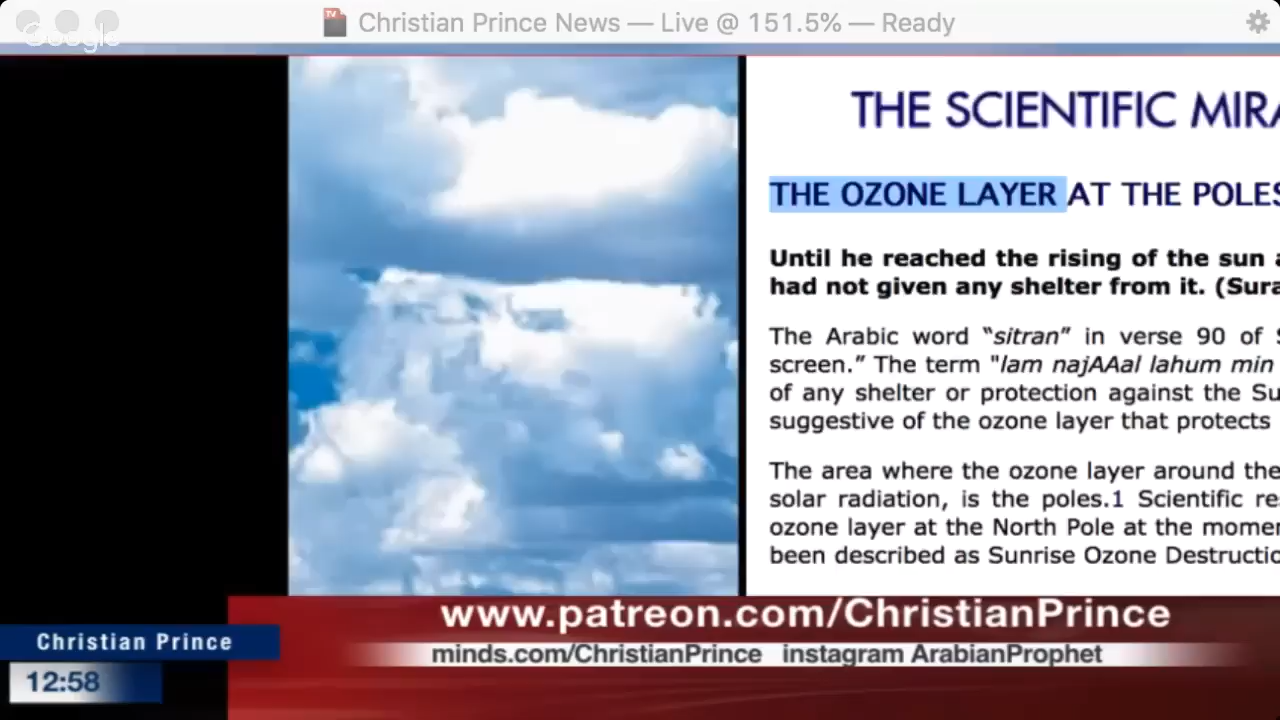 Christian Prince News — Live @ 151.5% — Ready
Google
THE SCIENTIFIC
THE OZONE LAYER AT THE POLES
Until he reached the rising of the sun
had not given any shelter from it. (Sura
The Arabic word “sitran” in verse 90 of
screen.” The term "lam najAAal lahum min
of any shelter or protection against the
suggestive of the ozone layer that protects
The area where the ozone layer around the
solar radiation, is the poles.1 Scientific
ozone layer at the North Pole at the
been described as Sunrise Ozone
www.patreon.com/ChristianPrince
Christian Prince
minds.com/ChristianPrince instagram ArabianProphet
12:58